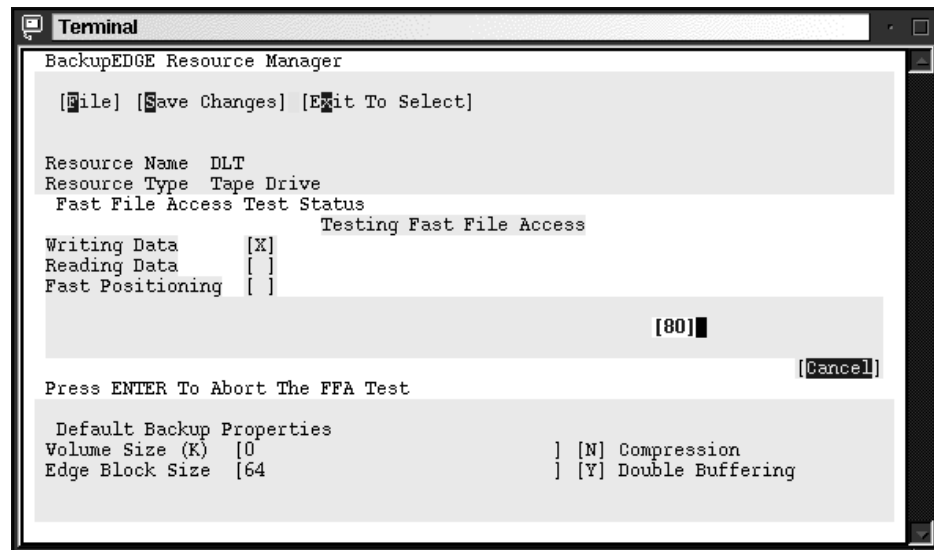 Terminal
BackupEDGE Resource Manager
[File] [Save Changes] [Exit To Select]
Resource Name DLT
Resource Type Tape Drive
Fast File Access Test Status
Testing Fast File Access
Writing Data [X]
Reading Data [ ]
Fast Positioning [ ]
[80]
[Cancel]
Press ENTER To Abort The FFA Test
Default Backup Properties
Volume Size (K) [0 ] [N] Compression
Edge Block Size [64 ] [Y] Double Buffering